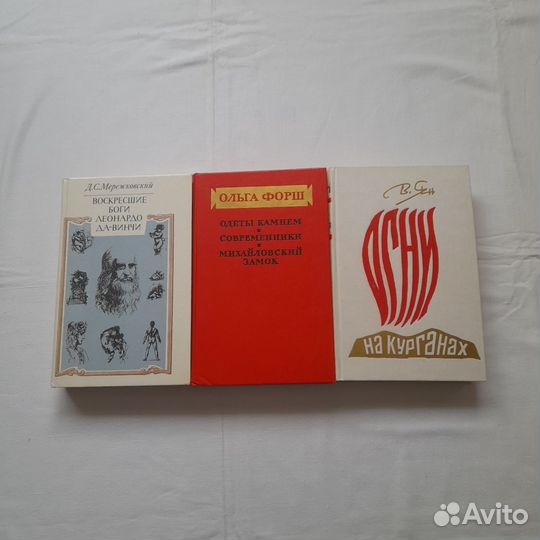 Д.С.Мережковский
ВОСКРЕСШИЕ
БОГИ
ЛЕОНАРДО
ДА-ВИНЧИ
ОЛЬГА ФОРШ
ОДЕТЫ КАМНЕМ
СОВРЕМЕННИКИ
МИХАЙЛОВСКИЙ
ЗАМОК
В. Ян
ОГНИ
НА КУРГАНАХ
Avito